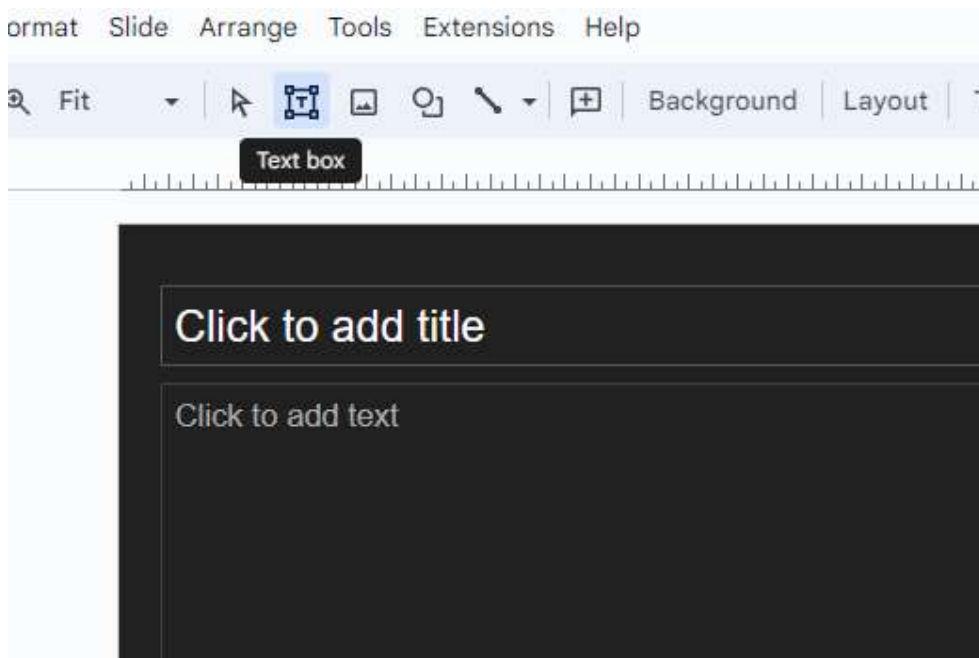 ormat Slide Arrange Tools Extensions Help
Fit Background Layout
Text box
Click to add title
Click to add text